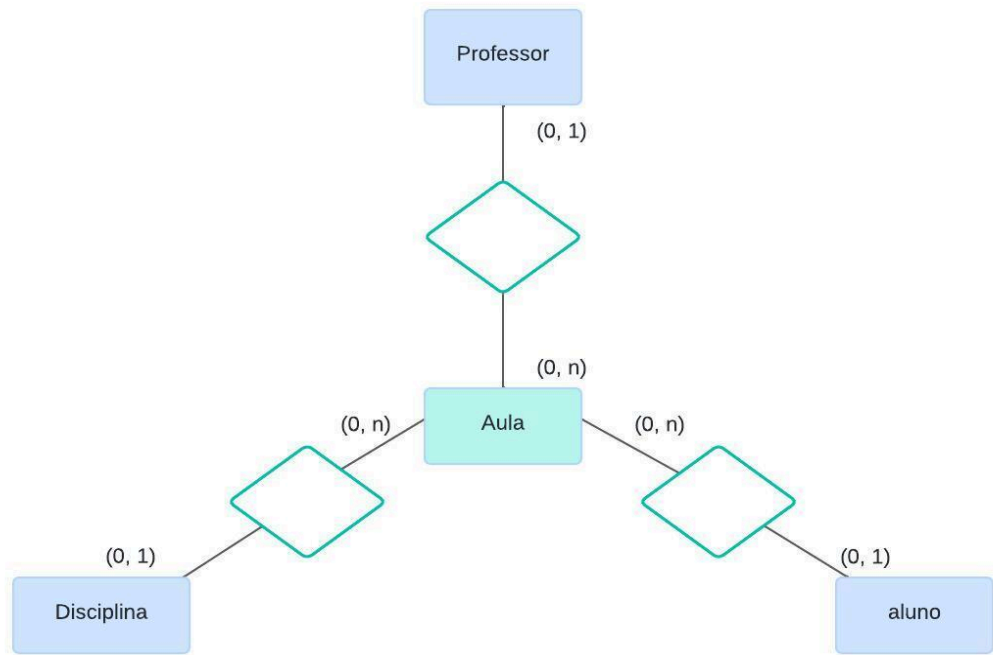 Professor
(0, 1)
(0, n)
Aula
(0, n)
(0, n)
(0, 1)
(0, 1)
Disciplina
aluno